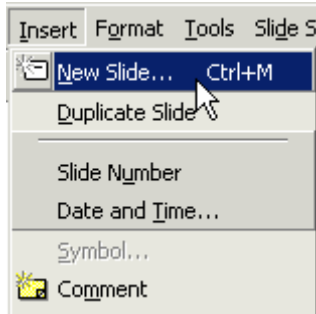 Insert Format Tools Slide S
New Slide... Ctrl+M
Duplicate Slide
Slide Number
Date and Time...
Symbol...
Comment